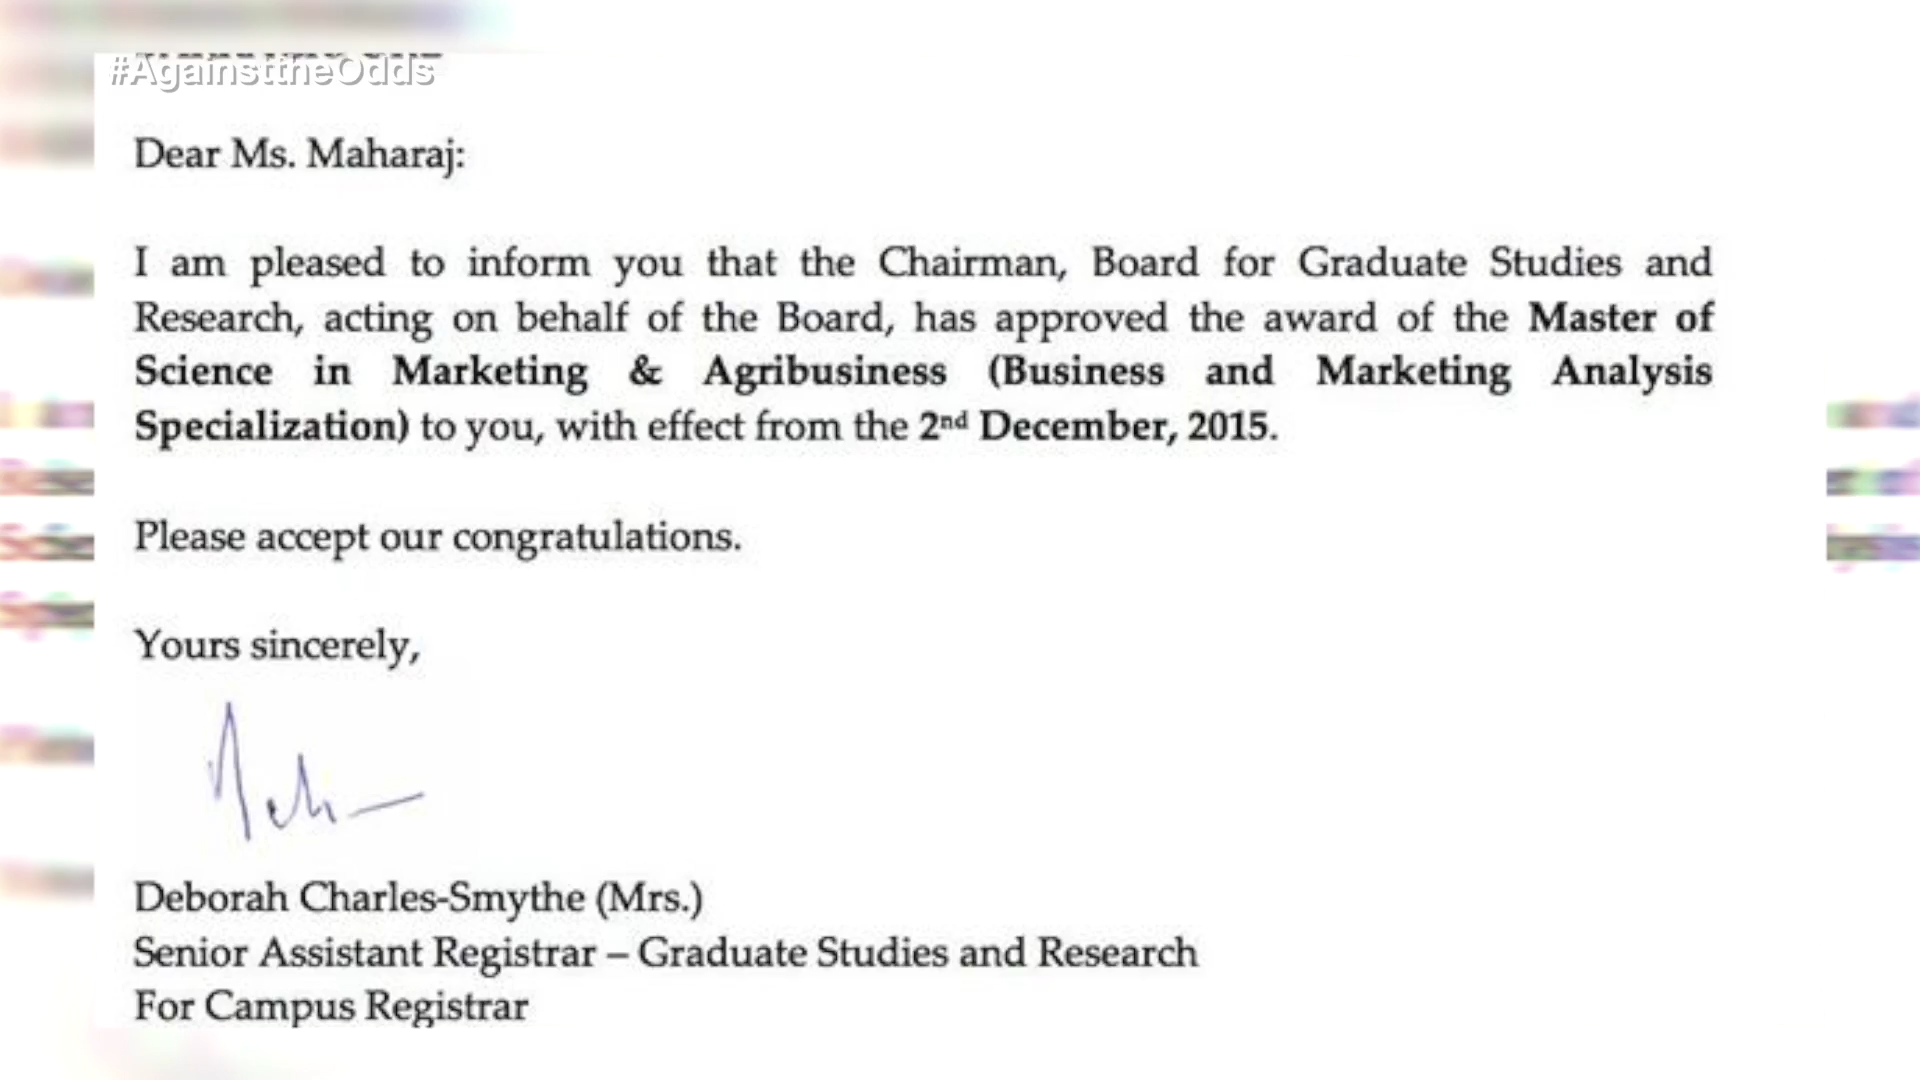 #AgainsttheOdds
Dear Ms. Maharaj:
I am pleased to inform you that the Chairman, Board for Graduate Studies and
Research, acting on behalf of the Board, has approved the award of the Master of
Science in Marketing & Agribusiness (Business and Marketing Analysis
Specialization) to you, with effect from the 2nd December, 2015.
Please accept our congratulations.
Yours sincerely,
Deborah Charles-Smythe (Mrs.)
Senior Assistant Registrar – Graduate Studies and Research
For Campus Registrar